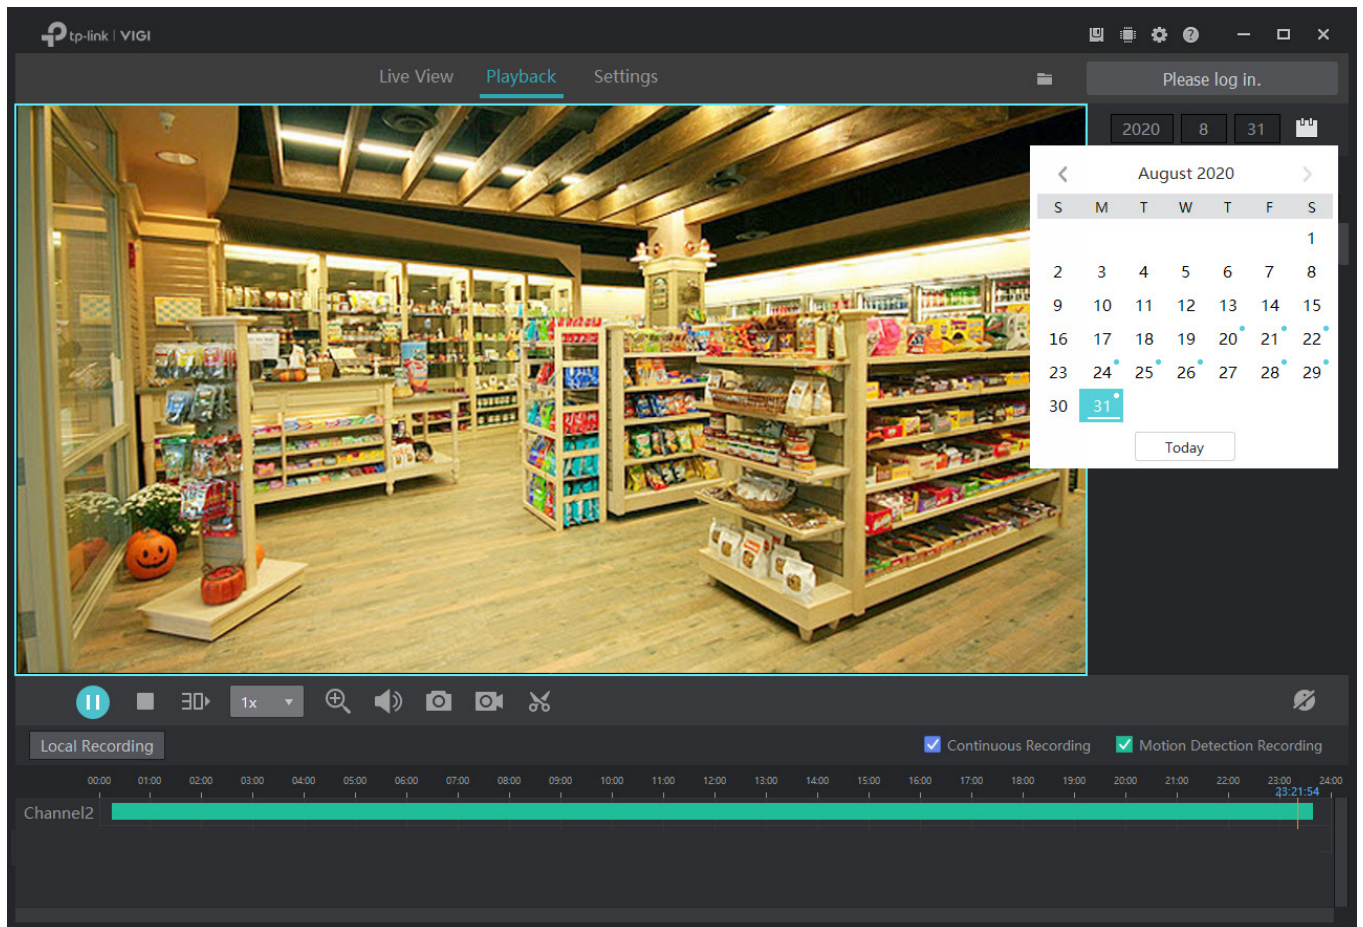 tp-link | VIGI
Live View Playback Settings
Please log in.
2020 8 31
August 2020
S M T W T F S
1
2 3 4 5 6 7 8
9 10 11 12 13 14 15
16 17 18 19 20 21 22
23 24 25 26 27 28 29
30 31
Today
1x
Local Recording
Continuous Recording
Motion Detection Recording
00:00 01:00 02:00 03:00 04:00 05:00 06:00 07:00 08:00 09:00 10:00 11:00 12:00 13:00 14:00 15:00 16:00 17:00 18:00 19:00 20:00 21:00 22:00 23:00 24:00
23:21:54
Channel2